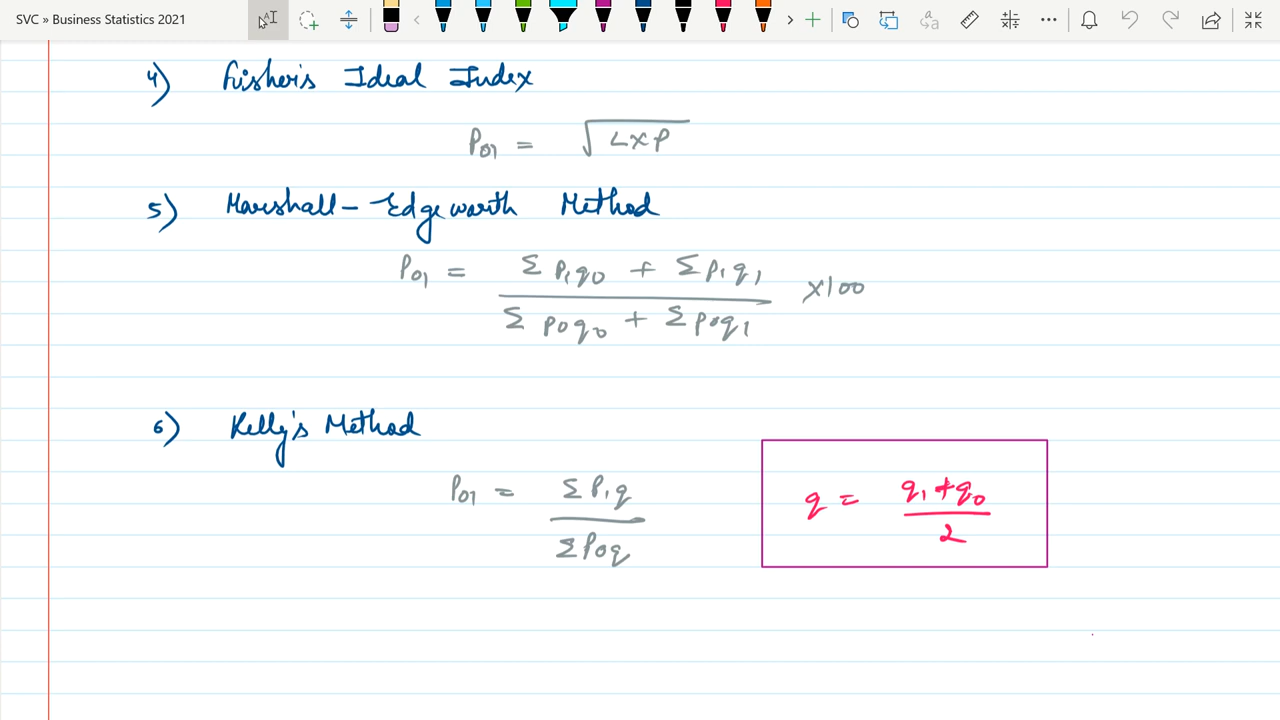 SVC » Business Statistics 2021
4) Fisher's Ideal Index
P01 = √L×P
5) Marshall-Edgeworth Method
P01 = Σp1q0 + Σp1q1 / Σp0q0 + Σp0q1 ×100
6) Kelly's Method
P01 = ΣP1q / ΣP0q
q = q1+q0 / 2